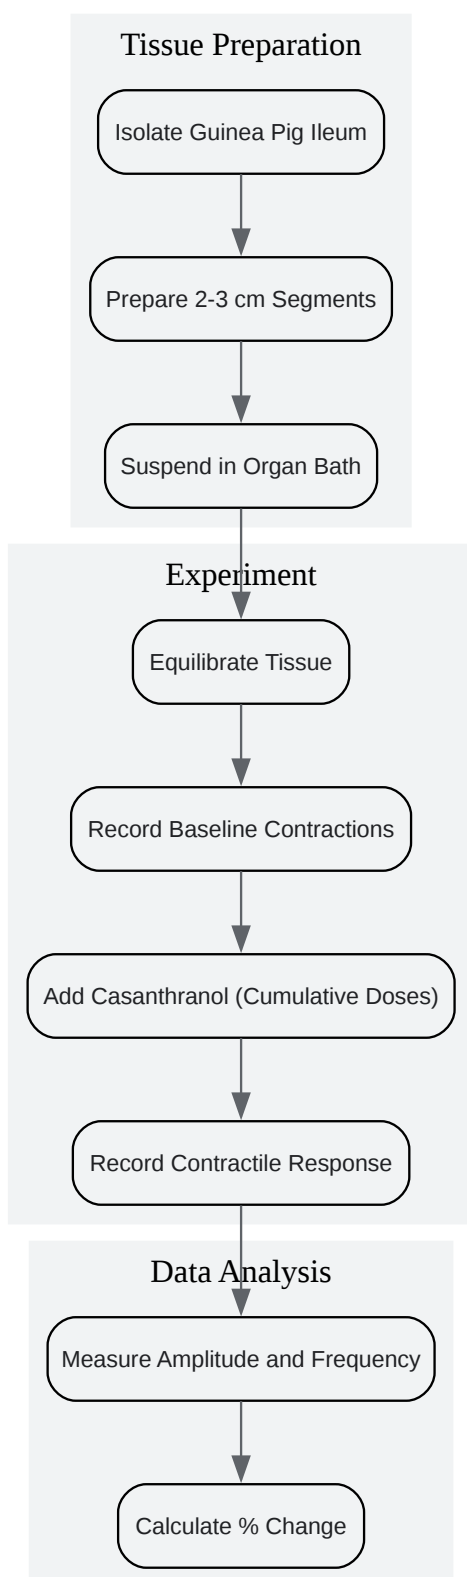 Tissue Preparation
Isolate Guinea Pig Ileum
Prepare 2-3 cm Segments
Suspend in Organ Bath
Experiment
Equilibrate Tissue
Record Baseline Contractions
Add Casanthranol (Cumulative Doses)
Record Contractile Response
Data Analysis
Measure Amplitude and Frequency
Calculate % Change